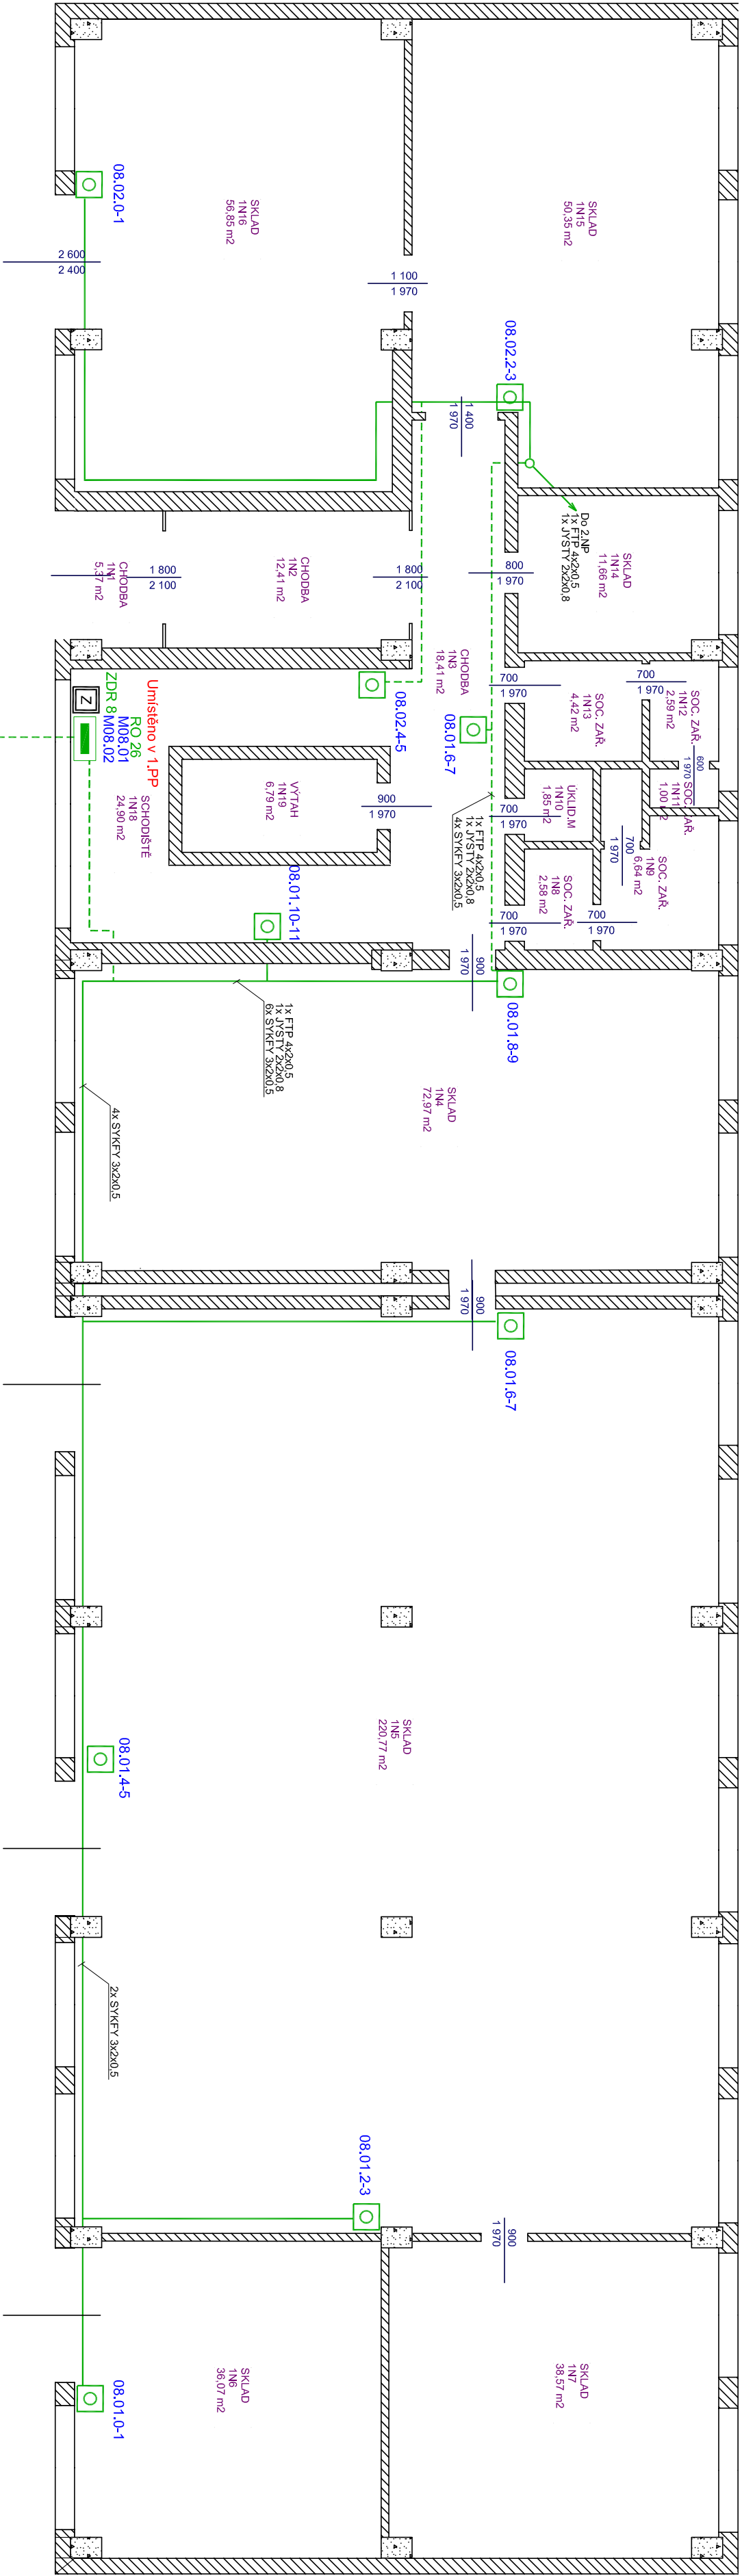 08.02.0-1
SKLAD
1N16
56,85 m2
SKLAD
1N15
50,35 m2
2 600
2 400
1 100
1 970
08.02.2-3
1 400
1 970
Do 2.NP
1x FTP 4x2x0,5
1x JYSTY 2x2x0,8
SKLAD
1N14
11,66 m2
CHODBA
1N1
5,37 m2
1 800
2 100
CHODBA
1N2
12,41 m2
1 800
2 100
800
1 970
CHODBA
1N3
18,41 m2
700
1 970
SOC. ZAŘ.
1N13
4,42 m2
700
1 970
SOC. ZAŘ.
1N12
2,59 m2
600
1 970
SOC. ZAŘ.
1N11
1,00 m2
08.02.4-5
08.01.6-7
Umístěno v 1.PP
RO 26
M08.01
M08.02
ZDR 8
Z
SCHODIŠTĚ
1N18
24,90 m2
VÝTAH
1N19
6,79 m2
900
1 970
1x FTP 4x2x0,5
1x JYSTY 2x2x0,8
4x SYKFY 3x2x0,5
ÚKLID.M
1N10
1,85 m2
700
1 970
700
1 970
SOC. ZAŘ.
1N9
6,64 m2
SOC. ZAŘ.
1N8
2,58 m2
700
1 970
700
1 970
08.01.10-11
900
1 970
08.01.8-9
1x FTP 4x2x0,5
1x JYSTY 2x2x0,8
6x SYKFY 3x2x0,5
4x SYKFY 3x2x0,5
SKLAD
1N4
72,97 m2
900
1 970
08.01.6-7
SKLAD
1N5
220,77 m2
08.01.4-5
2x SYKFY 3x2x0,5
08.01.2-3
900
1 970
SKLAD
1N6
36,07 m2
SKLAD
1N7
38,57 m2
08.01.0-1